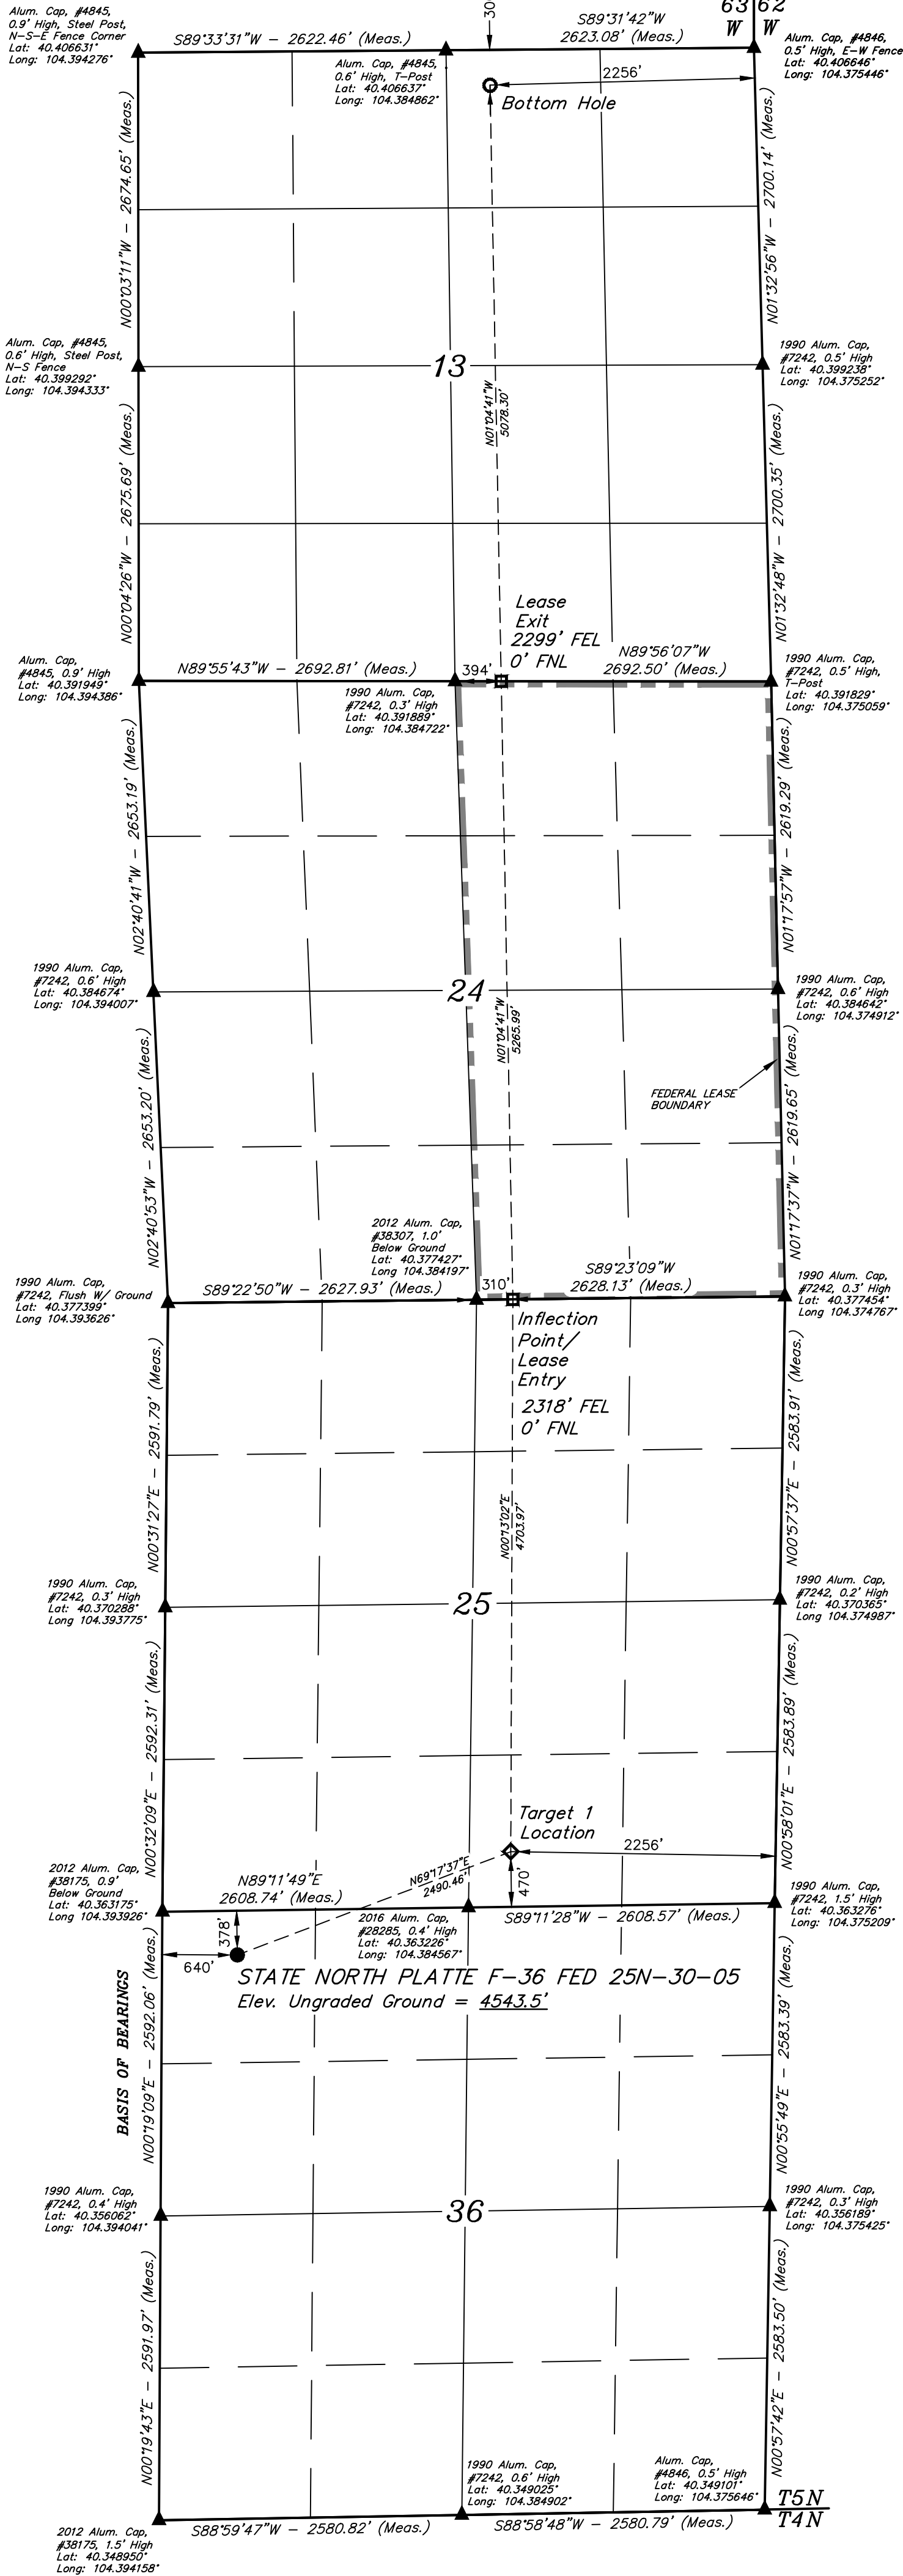 63 62
W W
30
Alum. Cap, #4845,
0.9' High, Steel Post,
N-S-E Fence Corner
Lat: 40.406631°
Long: 104.394276°
S89°33'31"W - 2622.46' (Meas.)
S89°31'42"W
2623.08' (Meas.)
Alum. Cap, #4846,
0.5' High, E-W Fence
Lat: 40.406646°
Long: 104.375446°
Alum. Cap, #4845,
0.6' High, T-Post
Lat: 40.406637°
Long: 104.384862°
2256'
Bottom Hole
N00°03'11"W - 2674.65' (Meas.)
N01°32'56"W - 2700.14' (Meas.)
Alum. Cap, #4845,
0.6' High, Steel Post,
N-S Fence
Lat: 40.399292°
Long: 104.394333°
13
1990 Alum. Cap,
#7242, 0.5' High
Lat: 40.399238°
Long: 104.375252°
N01°04'41"W
5078.30'
N00°04'26"W - 2675.69' (Meas.)
N01°32'48"W - 2700.35' (Meas.)
Lease
Exit
2299' FEL
0' FNL
Alum. Cap,
#4845, 0.9' High
Lat: 40.391949°
Long: 104.394386°
N89°55'43"W - 2692.81' (Meas.)
394'
N89°56'07"W
2692.50' (Meas.)
1990 Alum. Cap,
#7242, 0.5' High,
T-Post
Lat: 40.391829°
Long: 104.375059°
1990 Alum. Cap,
#7242, 0.3' High
Lat: 40.391889°
Long: 104.384722°
N02°40'41"W - 2653.19' (Meas.)
N01°17'57"W - 2619.29' (Meas.)
1990 Alum. Cap,
#7242, 0.6' High
Lat: 40.384674°
Long: 104.394007°
24
1990 Alum. Cap,
#7242, 0.6' High
Lat: 40.384642°
Long: 104.374912°
N01°04'41"W
5265.99'
FEDERAL LEASE
BOUNDARY
N02°40'53"W - 2653.20' (Meas.)
N01°17'37"W - 2619.65' (Meas.)
2012 Alum. Cap,
#38307, 1.0'
Below Ground
Lat: 40.377427°
Long 104.384197°
1990 Alum. Cap,
#7242, Flush W/ Ground
Lat: 40.377399°
Long 104.393626°
S89°22'50"W - 2627.93' (Meas.)
310'
S89°23'09"W
2628.13' (Meas.)
1990 Alum. Cap,
#7242, 0.3' High
Lat: 40.377454°
Long 104.374767°
Inflection
Point/
Lease
Entry
2318' FEL
0' FNL
N00°31'27"E - 2591.79' (Meas.)
N00°57'37"E - 2583.91' (Meas.)
N00°13'02"E
4703.97'
1990 Alum. Cap,
#7242, 0.3' High
Lat: 40.370288°
Long 104.393775°
25
1990 Alum. Cap,
#7242, 0.2' High
Lat: 40.370365°
Long 104.374987°
N00°32'09"E - 2592.31' (Meas.)
N00°58'01"E - 2583.89' (Meas.)
Target 1
Location
2256'
470'
N69°17'37"E
2490.46'
2012 Alum. Cap,
#38175, 0.9'
Below Ground
Lat: 40.363175°
Long 104.393926°
N89°11'49"E
2608.74' (Meas.)
2016 Alum. Cap,
#28285, 0.4' High
Lat: 40.363226°
Long: 104.384567°
S89°11'28"W - 2608.57' (Meas.)
1990 Alum. Cap,
#7242, 1.5' High
Lat: 40.363276°
Long: 104.375209°
378'
640'
STATE NORTH PLATTE F-36 FED 25N-30-05
Elev. Ungraded Ground = 4543.5'
BASIS OF BEARINGS
N00°19'09"E - 2592.06' (Meas.)
N00°55'49"E - 2583.39' (Meas.)
1990 Alum. Cap,
#7242, 0.4' High
Lat: 40.356062°
Long: 104.394041°
36
1990 Alum. Cap,
#7242, 0.3' High
Lat: 40.356189°
Long: 104.375425°
N00°19'43"E - 2591.97' (Meas.)
N00°57'42"E - 2583.50' (Meas.)
1990 Alum. Cap,
#7242, 0.6' High
Lat: 40.349025°
Long: 104.384902°
Alum. Cap,
#4846, 0.5' High
Lat: 40.349101°
Long: 104.375646°
T5N
T4N
2012 Alum. Cap,
#38175, 1.5' High
Lat: 40.348950°
Long: 104.394158°
S88°59'47"W - 2580.82' (Meas.)
S88°58'48"W - 2580.79' (Meas.)